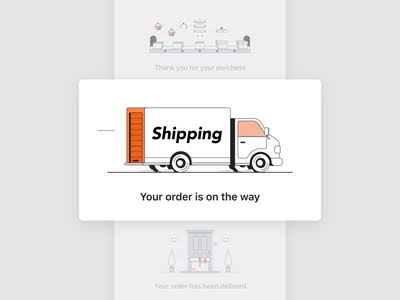 Thank you for your purchase
Shipping
Your order is on the way
Your order has been delivered.